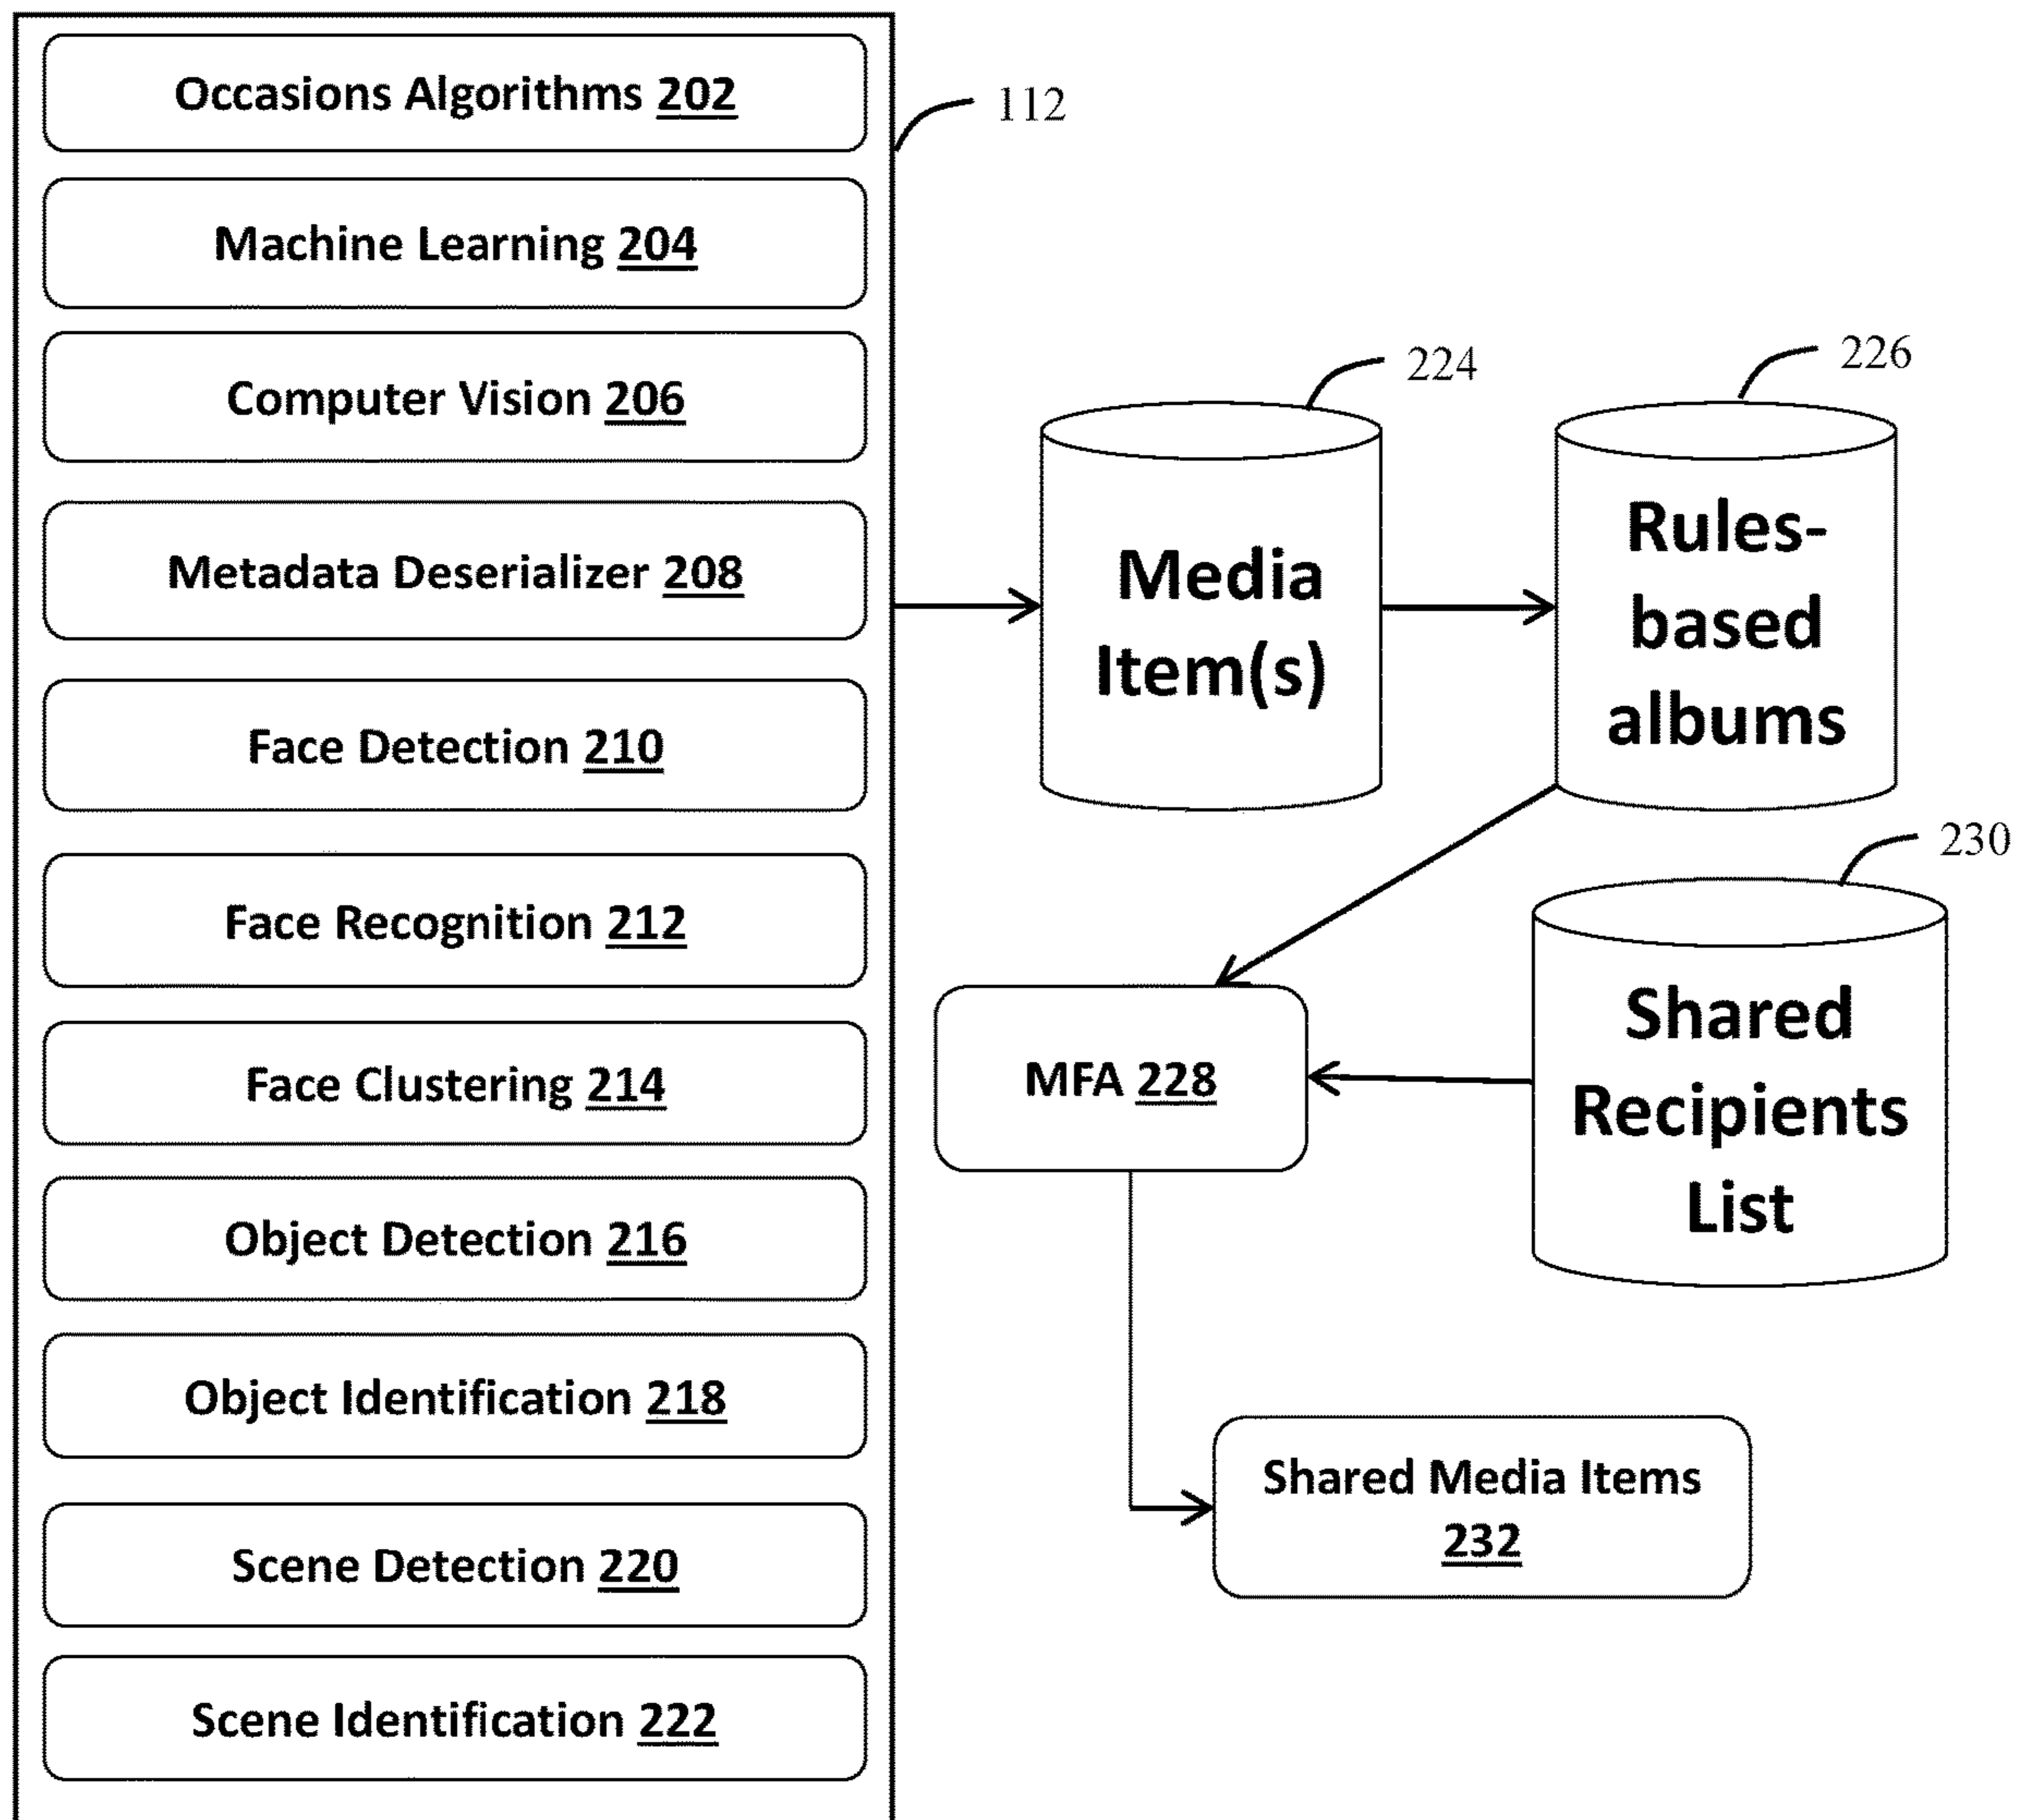 Occasions Algorithms 202
112
Machine Learning 204
Computer Vision 206
Metadata Deserializer 208
Face Detection 210
Face Recognition 212
Face Clustering 214
Object Detection 216
Object Identification 218
Scene Detection 220
Scene Identification 222
224
Media
Item(s)
226
Rules-
based
albums
230
Shared
Recipients
List
MFA 228
Shared Media Items
232